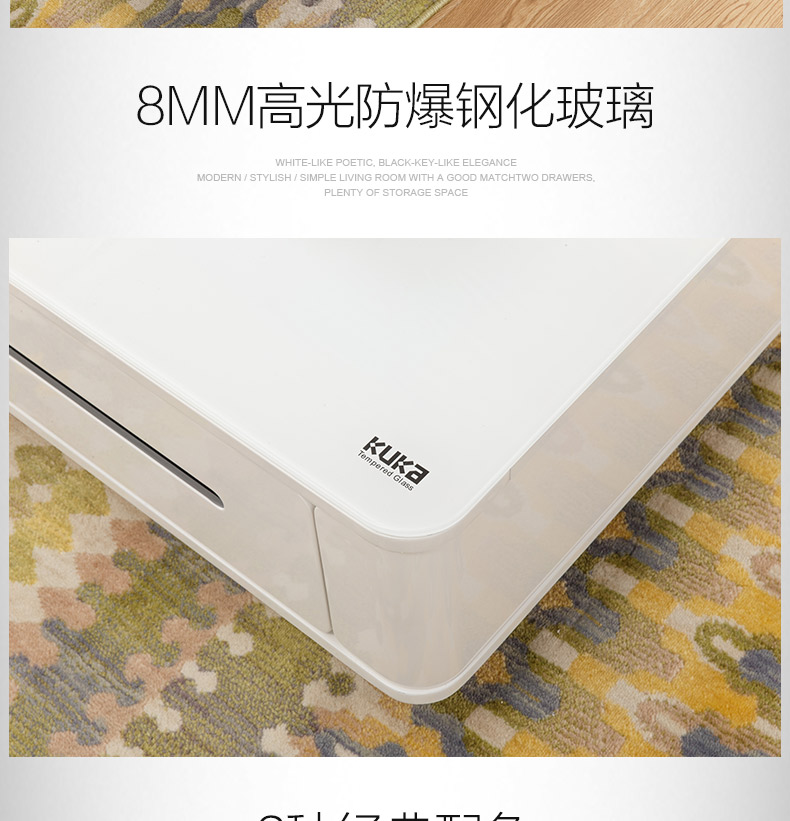 8MM高光防爆钢化玻璃
WHITE-LIKE POETIC, BLACK-KEY-LIKE ELEGANCE
MODERN / STYLISH / SIMPLE LIVING ROOM WITH A GOOD MATCHTWO DRAWERS,
PLENTY OF STORAGE SPACE
KUKa
Tempered Glass